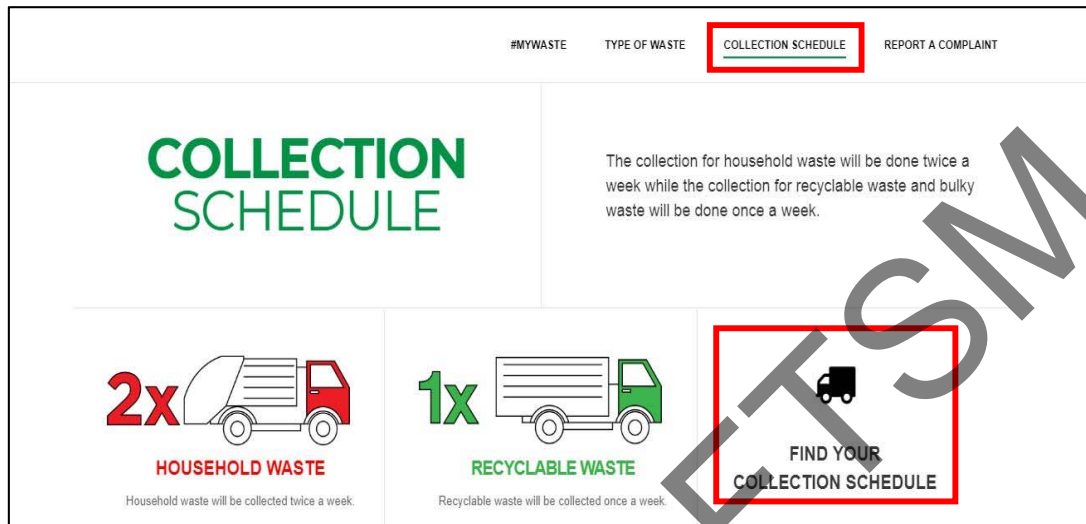 #MYWASTE TYPE OF WASTE COLLECTION SCHEDULE REPORT A COMPLAINT
COLLECTION
SCHEDULE
The collection for household waste will be done twice a
week while the collection for recyclable waste and bulky
waste will be done once a week.
2x
HOUSEHOLD WASTE
Household waste will be collected twice a week.
1x
RECYCLABLE WASTE
Recyclable waste will be collected once a week.
FIND YOUR
COLLECTION SCHEDULE
ETSM